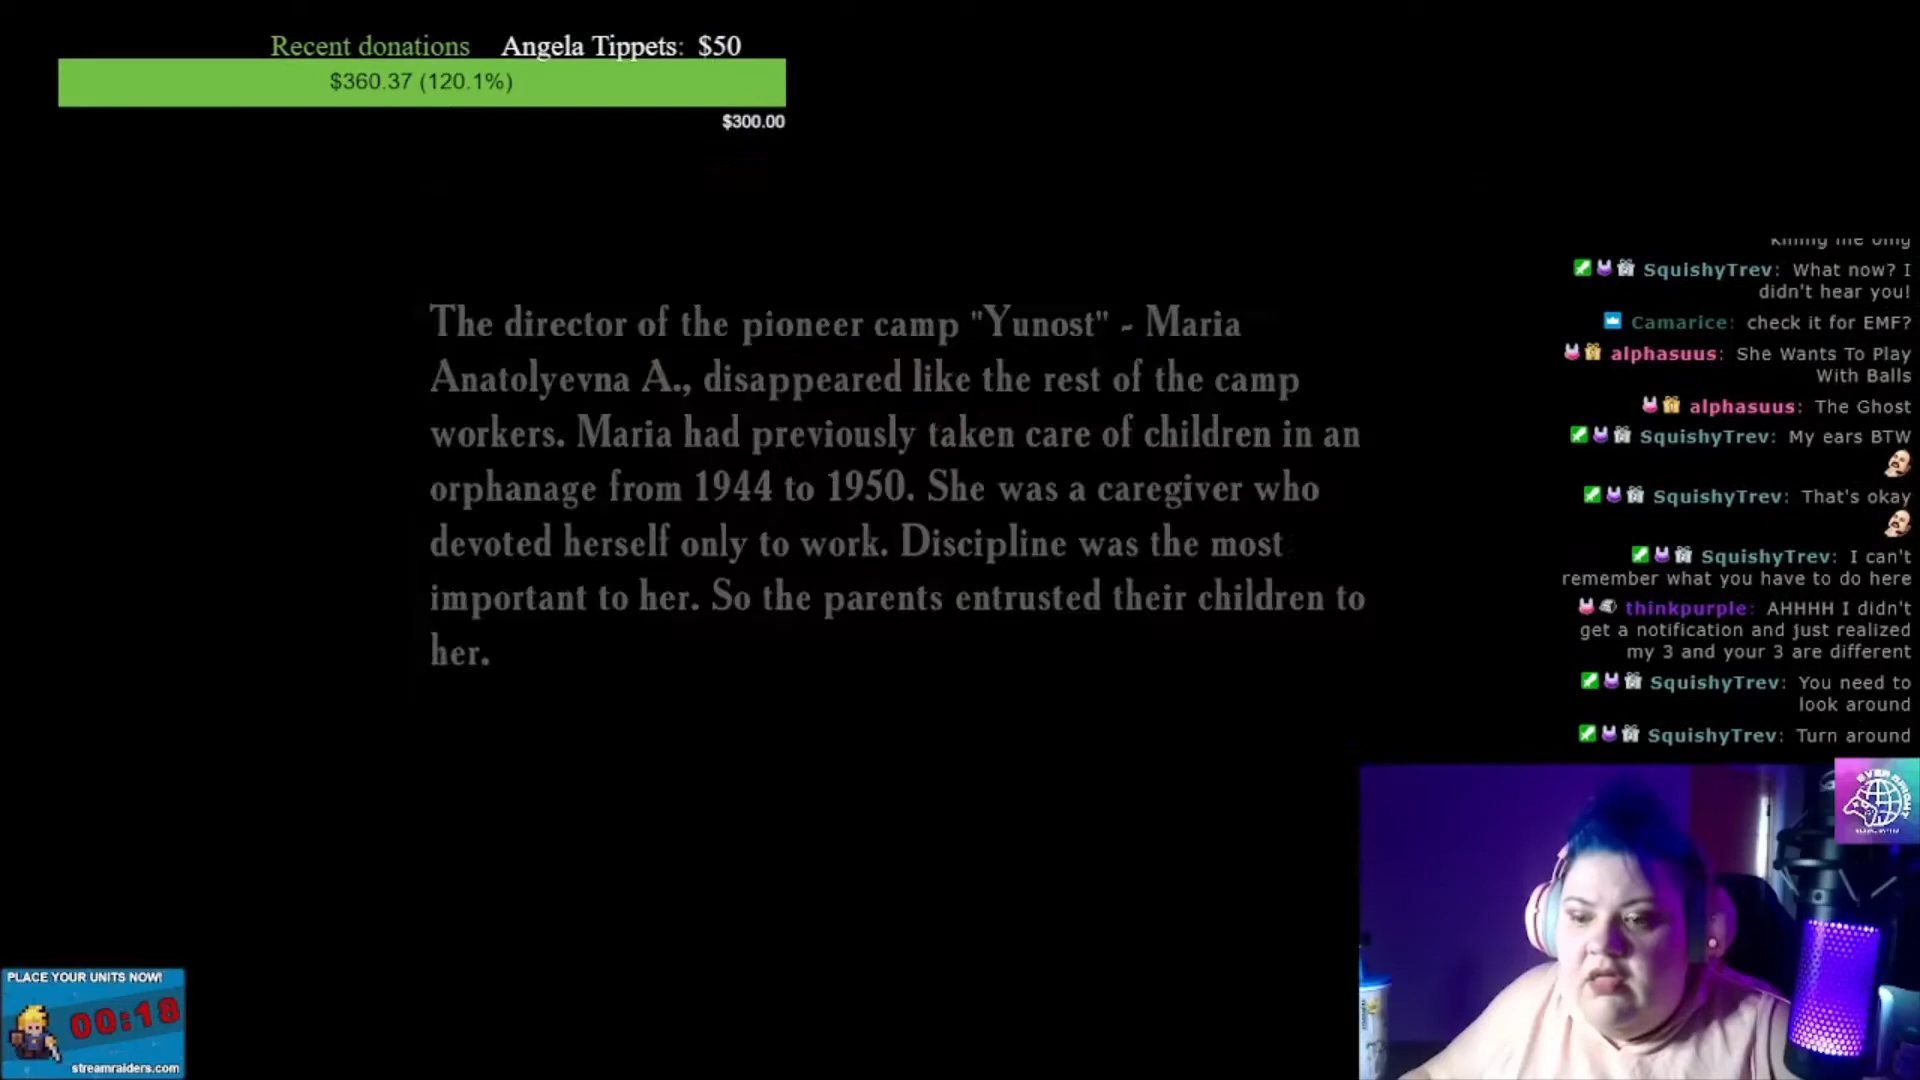 Recent donations Angela Tippets: $50
$360.37 (120.1%)
$300.00
The director of the pioneer camp "Yunost" - Maria
Anatolyevna A., disappeared like the rest of the camp
workers. Maria had previously taken care of children in an
orphanage from 1944 to 1950. She was a caregiver who
devoted herself only to work. Discipline was the most
important to her. So the parents entrusted their children to
her.
SquishyTrev: What now? I
didn't hear you!
Camarice: check it for EMF?
alphasuus: She Wants To Play
With Balls
alphasuus: The Ghost
SquishyTrev: My ears BTW
SquishyTrev: That's okay
SquishyTrev: I can't
remember what you have to do here
thinkpurple: AHHHH I didn't
get a notification and just realized
my 3 and your 3 are different
SquishyTrev: You need to
look around
SquishyTrev: Turn around
PLACE YOUR UNITS NOW!
00:18
streamraiders.com